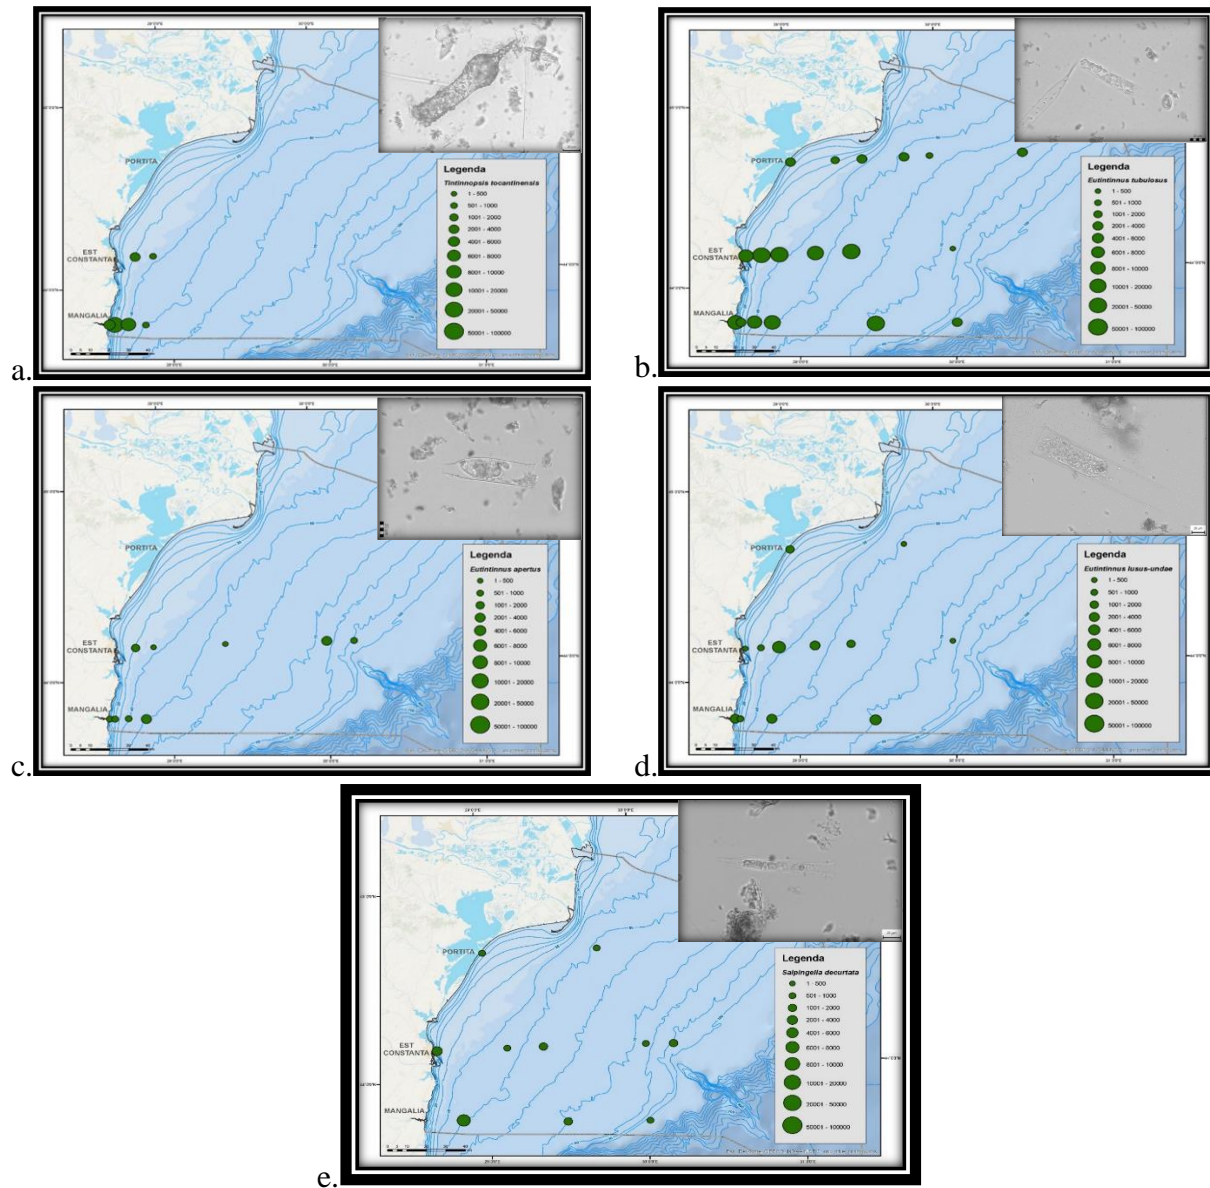 a.
PORTITA
EST
CONSTANTA
MANGALIA
Legenda
Tintinnopsis tocantinensis
1 - 500
501 - 1000
1001 - 2000
2001 - 4000
4001 - 6000
6001 - 8000
8001 - 10000
10001 - 20000
20001 - 50000
50001 - 100000
b.
PORTITA
EST
CONSTANTA
MANGALIA
Legenda
Eutintinnus tubulosus
1 - 500
501 - 1000
1001 - 2000
2001 - 4000
4001 - 6000
6001 - 8000
8001 - 10000
10001 - 20000
20001 - 50000
50001 - 100000
c.
PORTITA
EST
CONSTANTA
MANGALIA
Legenda
Eutintinnus apertus
1 - 500
501 - 1000
1001 - 2000
2001 - 4000
4001 - 6000
6001 - 8000
8001 - 10000
10001 - 20000
20001 - 50000
50001 - 100000
d.
PORTITA
EST
CONSTANTA
MANGALIA
Legenda
Eutintinnus lusus-undae
1 - 500
501 - 1000
1001 - 2000
2001 - 4000
4001 - 6000
6001 - 8000
8001 - 10000
10001 - 20000
20001 - 50000
50001 - 100000
e.
PORTITA
EST
CONSTANTA
MANGALIA
Legenda
Salpingella decurtata
1 - 500
501 - 1000
1001 - 2000
2001 - 4000
4001 - 6000
6001 - 8000
8001 - 10000
10001 - 20000
20001 - 50000
50001 - 100000